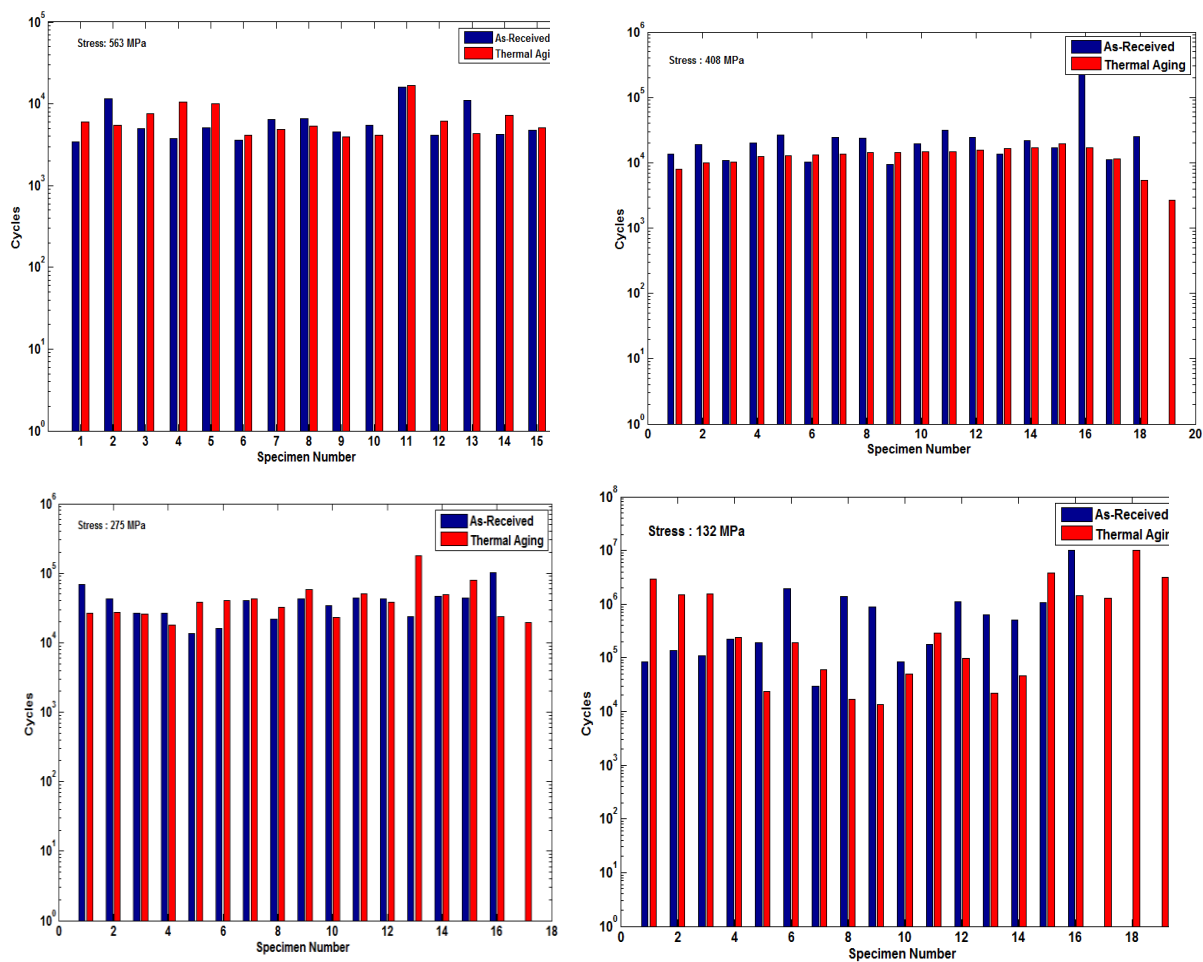 10^5
Stress: 563 MPa
As-Received
Thermal Agi
10^4
10^3
10^2
10^1
10^0
Cycles
1 2 3 4 5 6 7 8 9 10 11 12 13 14 15
Specimen Number
10^6
Stress : 408 MPa
As-Received
Thermal Aging
10^5
10^4
10^3
10^2
10^1
10^0
Cycles
0 2 4 6 8 10 12 14 16 18 20
Specimen Number
10^6
Stress : 275 MPa
As-Received
Thermal Aging
10^5
10^4
10^3
10^2
10^1
10^0
Cycles
0 2 4 6 8 10 12 14 16 18
Specimen Number
10^8
Stress : 132 MPa
As-Received
Thermal Agir
10^7
10^6
10^5
10^4
10^3
10^2
10^1
10^0
Cycles
0 2 4 6 8 10 12 14 16 18
Specimen Number